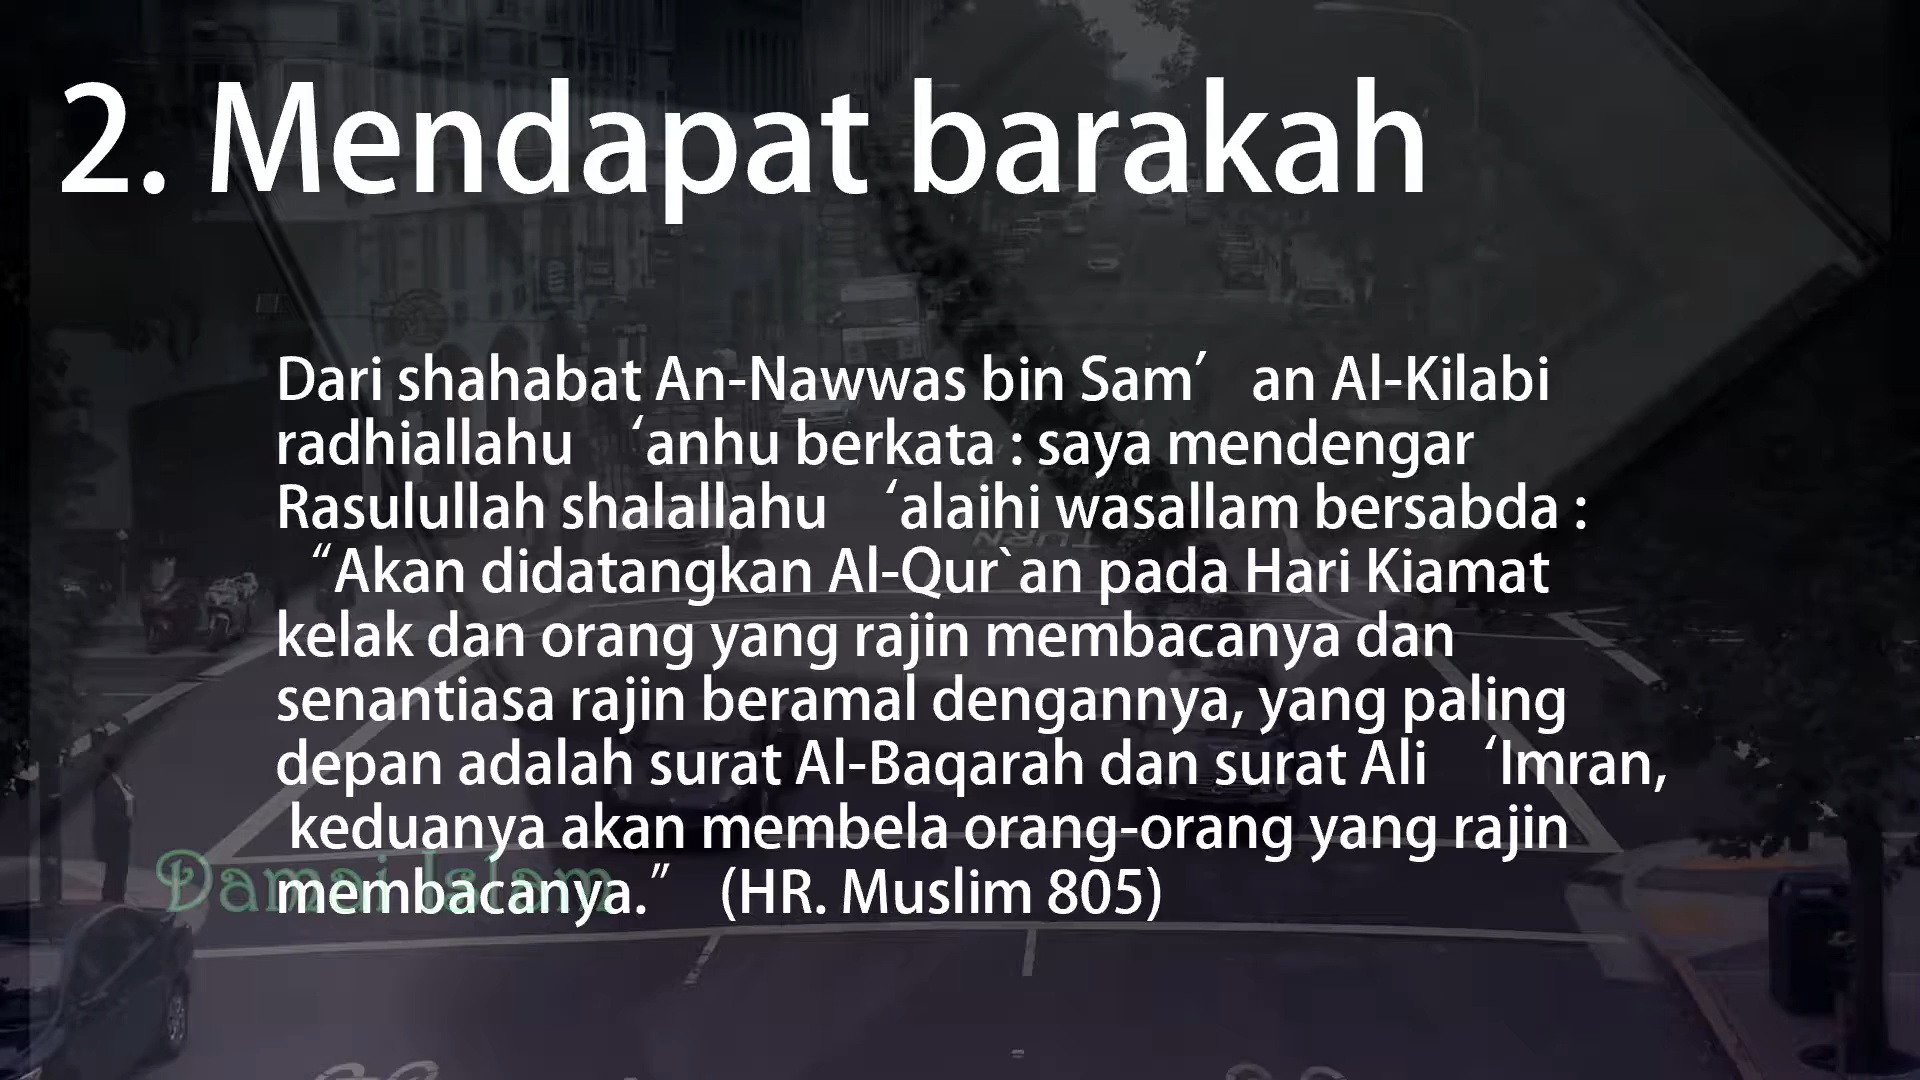 2. Mendapat barakah
Dari shahabat An-Nawwas bin Sam’ an Al-Kilabi
radhiallahu ‘anhu berkata : saya mendengar
Rasulullah shalallahu ‘alaihi wasallam bersabda :
“Akan didatangkan Al-Qur`an pada Hari Kiamat
kelak dan orang yang rajin membacanya dan
senantiasa rajin beramal dengannya, yang paling
depan adalah surat Al-Baqarah dan surat Ali ‘Imran,
keduanya akan membela orang-orang yang rajin
membacanya.” (HR. Muslim 805)
Damai Islam
TURN